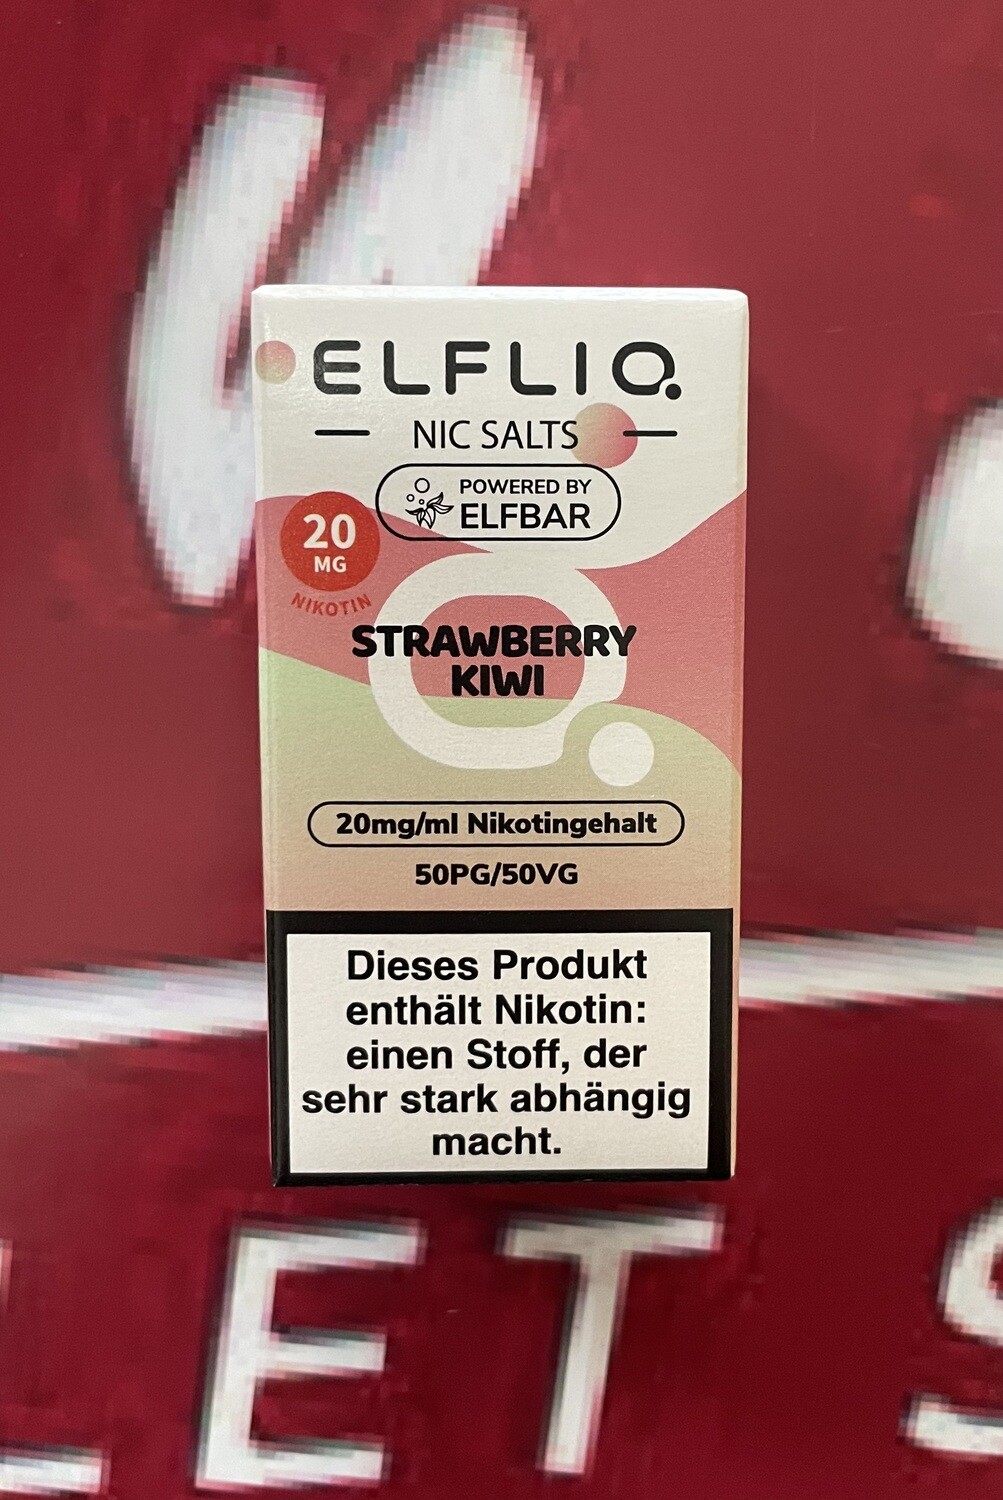 ELFLIQ
NIC SALTS
POWERED BY
ELFBAR
20
MG
NIKOTIN
STRAWBERRY
KIWI
20mg/ml Nikotingehalt
50PG/50VG
Dieses Produkt
enthält Nikotin:
einen Stoff, der
sehr stark abhängig
macht.
LET S